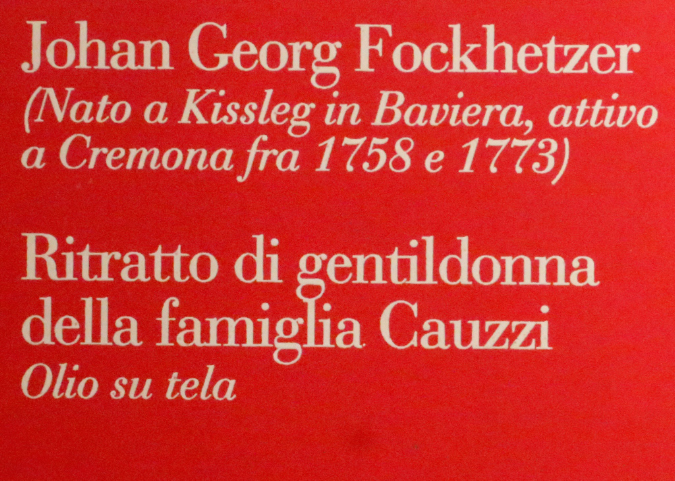 Johan Georg Fockhetzer
(Nato a Kissleg in Baviera, attivo
a Cremona fra 1758 e 1773)
Ritratto di gentildonna
della famiglia Cauzzi
Olio su tela